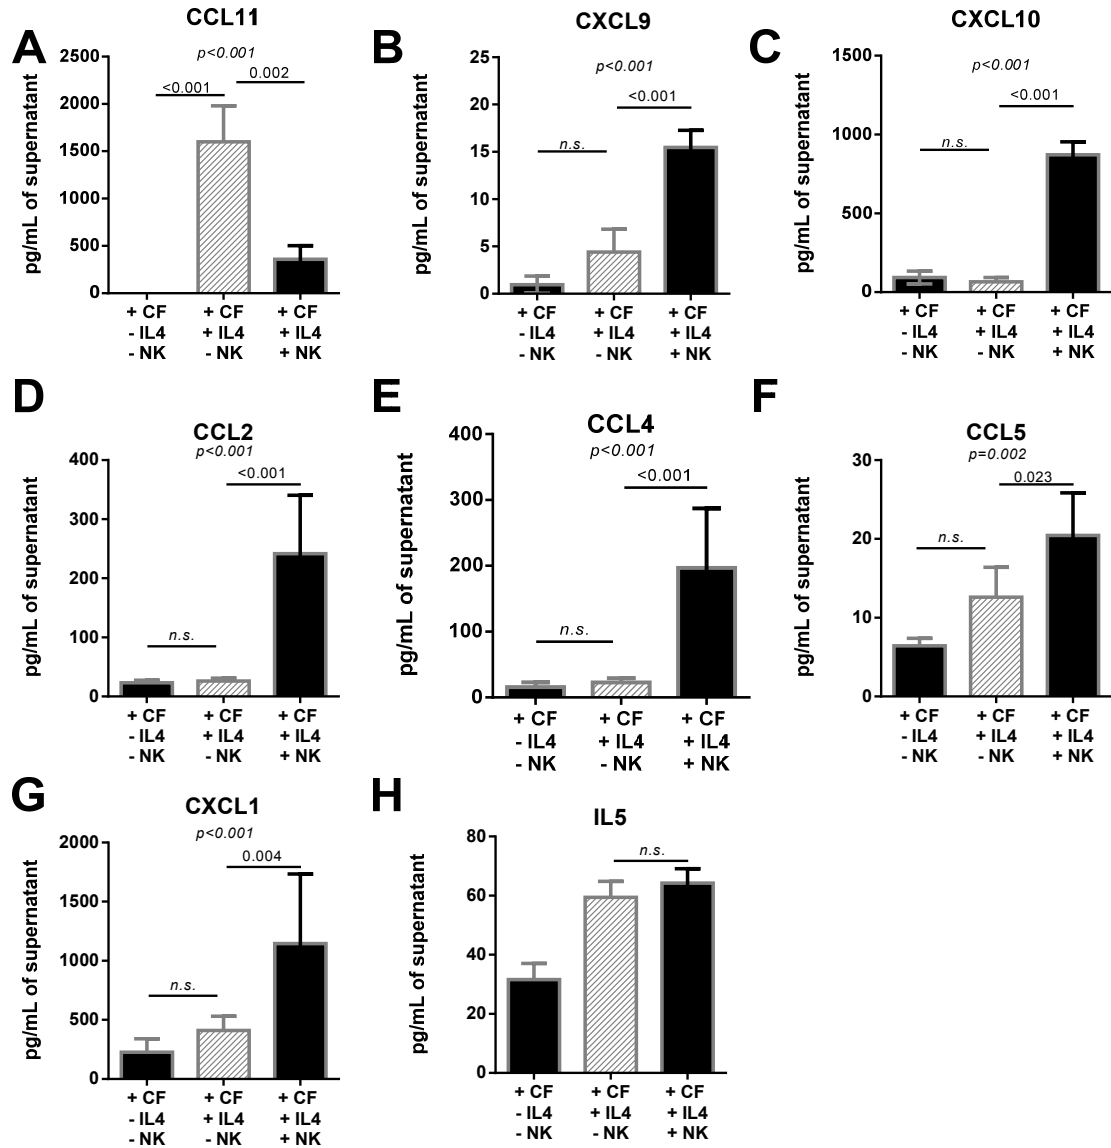 A
CCL11
p<0.001
<0.001
0.002
pg/mL of supernatant
2500
2000
1500
1000
500
0
+ CF + CF + CF
- IL4 + IL4 + IL4
- NK - NK + NK
B
CXCL9
p<0.001
<0.001
n.s.
pg/mL of supernatant
25
20
15
10
5
0
+ CF + CF + CF
- IL4 + IL4 + IL4
- NK - NK + NK
C
CXCL10
p<0.001
<0.001
n.s.
pg/mL of supernatant
1500
1000
500
0
+ CF + CF + CF
- IL4 + IL4 + IL4
- NK - NK + NK
D
CCL2
p<0.001
<0.001
n.s.
pg/mL of supernatant
400
300
200
100
0
+ CF + CF + CF
- IL4 + IL4 + IL4
- NK - NK + NK
E
CCL4
p<0.001
<0.001
n.s.
pg/mL of supernatant
400
300
200
100
0
+ CF + CF + CF
- IL4 + IL4 + IL4
- NK - NK + NK
F
CCL5
p=0.002
0.023
n.s.
pg/mL of supernatant
30
20
10
0
+ CF + CF + CF
- IL4 + IL4 + IL4
- NK - NK + NK
G
CXCL1
p<0.001
0.004
n.s.
pg/mL of supernatant
2000
1500
1000
500
0
+ CF + CF + CF
- IL4 + IL4 + IL4
- NK - NK + NK
H
IL5
n.s.
pg/mL of supernatant
80
60
40
20
0
+ CF + CF + CF
- IL4 + IL4 + IL4
- NK - NK + NK